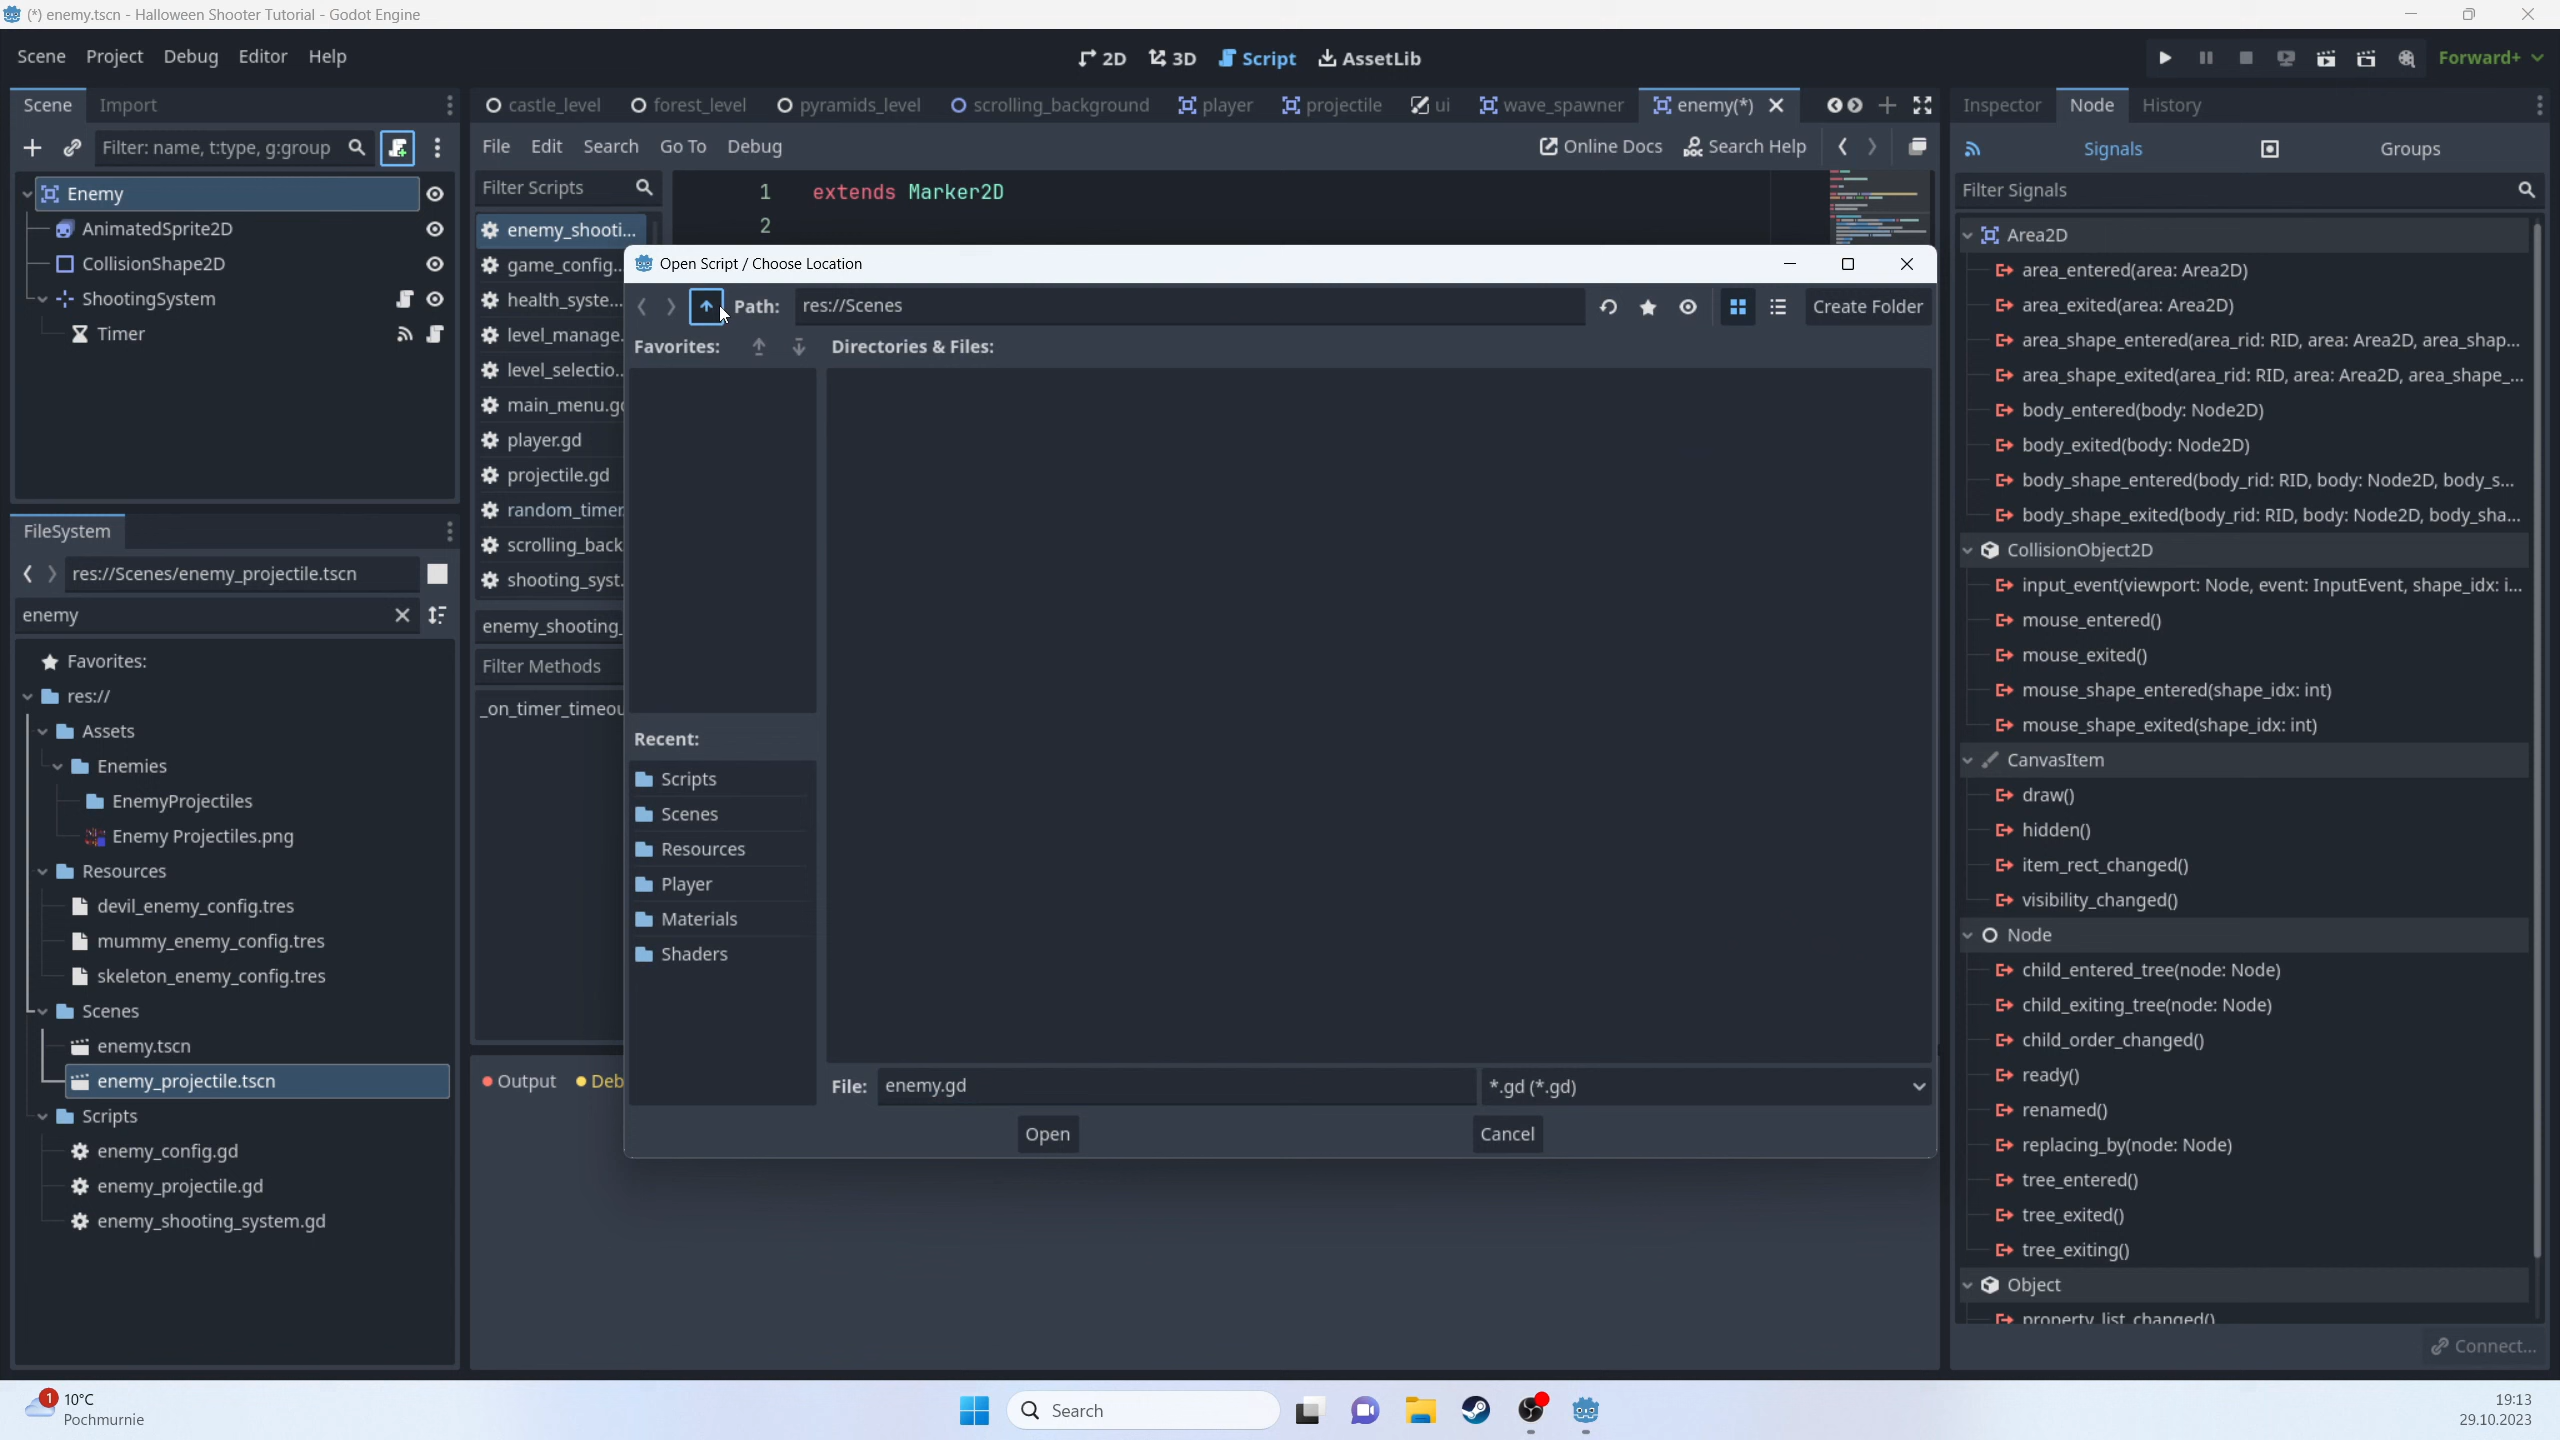 (*) enemy.tscn - Halloween Shooter Tutorial - Godot Engine
Scene Project Debug Editor Help
2D 3D Script AssetLib
Forward+
Scene Import
castle_level forest_level pyramids_level scrolling_background player projectile ui wave_spawner enemy(*)
Inspector Node History
Filter: name, t:type, g:group
File Edit Search Go To Debug
Online Docs Search Help
Signals Groups
Enemy
AnimatedSprite2D
CollisionShape2D
ShootingSystem
Timer
Filter Scripts
enemy_shooti...
game_config...
health_syste...
level_manage.
level_selectio..
main_menu.g
player.gd
projectile.gd
random_timer
scrolling_back
shooting_syst.
enemy_shooting_
Filter Methods
_on_timer_timeou
1 extends Marker2D
2
Open Script / Choose Location
Path: res://Scenes
Create Folder
Favorites:
Directories & Files:
Recent:
Scripts
Scenes
Resources
Player
Materials
Shaders
File: enemy.gd
*.gd (*.gd)
Open Cancel
Output Deb
FileSystem
res://Scenes/enemy_projectile.tscn
enemy
Favorites:
res://
Assets
Enemies
EnemyProjectiles
Enemy Projectiles.png
Resources
devil_enemy_config.tres
mummy_enemy_config.tres
skeleton_enemy_config.tres
Scenes
enemy.tscn
enemy_projectile.tscn
Scripts
enemy_config.gd
enemy_projectile.gd
enemy_shooting_system.gd
Filter Signals
Area2D
area_entered(area: Area2D)
area_exited(area: Area2D)
area_shape_entered(area_rid: RID, area: Area2D, area_shap...
area_shape_exited(area_rid: RID, area: Area2D, area_shape_...
body_entered(body: Node2D)
body_exited(body: Node2D)
body_shape_entered(body_rid: RID, body: Node2D, body_s...
body_shape_exited(body_rid: RID, body: Node2D, body_sha...
CollisionObject2D
input_event(viewport: Node, event: InputEvent, shape_idx: i...
mouse_entered()
mouse_exited()
mouse_shape_entered(shape_idx: int)
mouse_shape_exited(shape_idx: int)
CanvasItem
draw()
hidden()
item_rect_changed()
visibility_changed()
Node
child_entered_tree(node: Node)
child_exiting_tree(node: Node)
child_order_changed()
ready()
renamed()
replacing_by(node: Node)
tree_entered()
tree_exited()
tree_exiting()
Object
property_list_changed()
Connect...
1
10°C
Pochmurnie
Search
19:13
29.10.2023